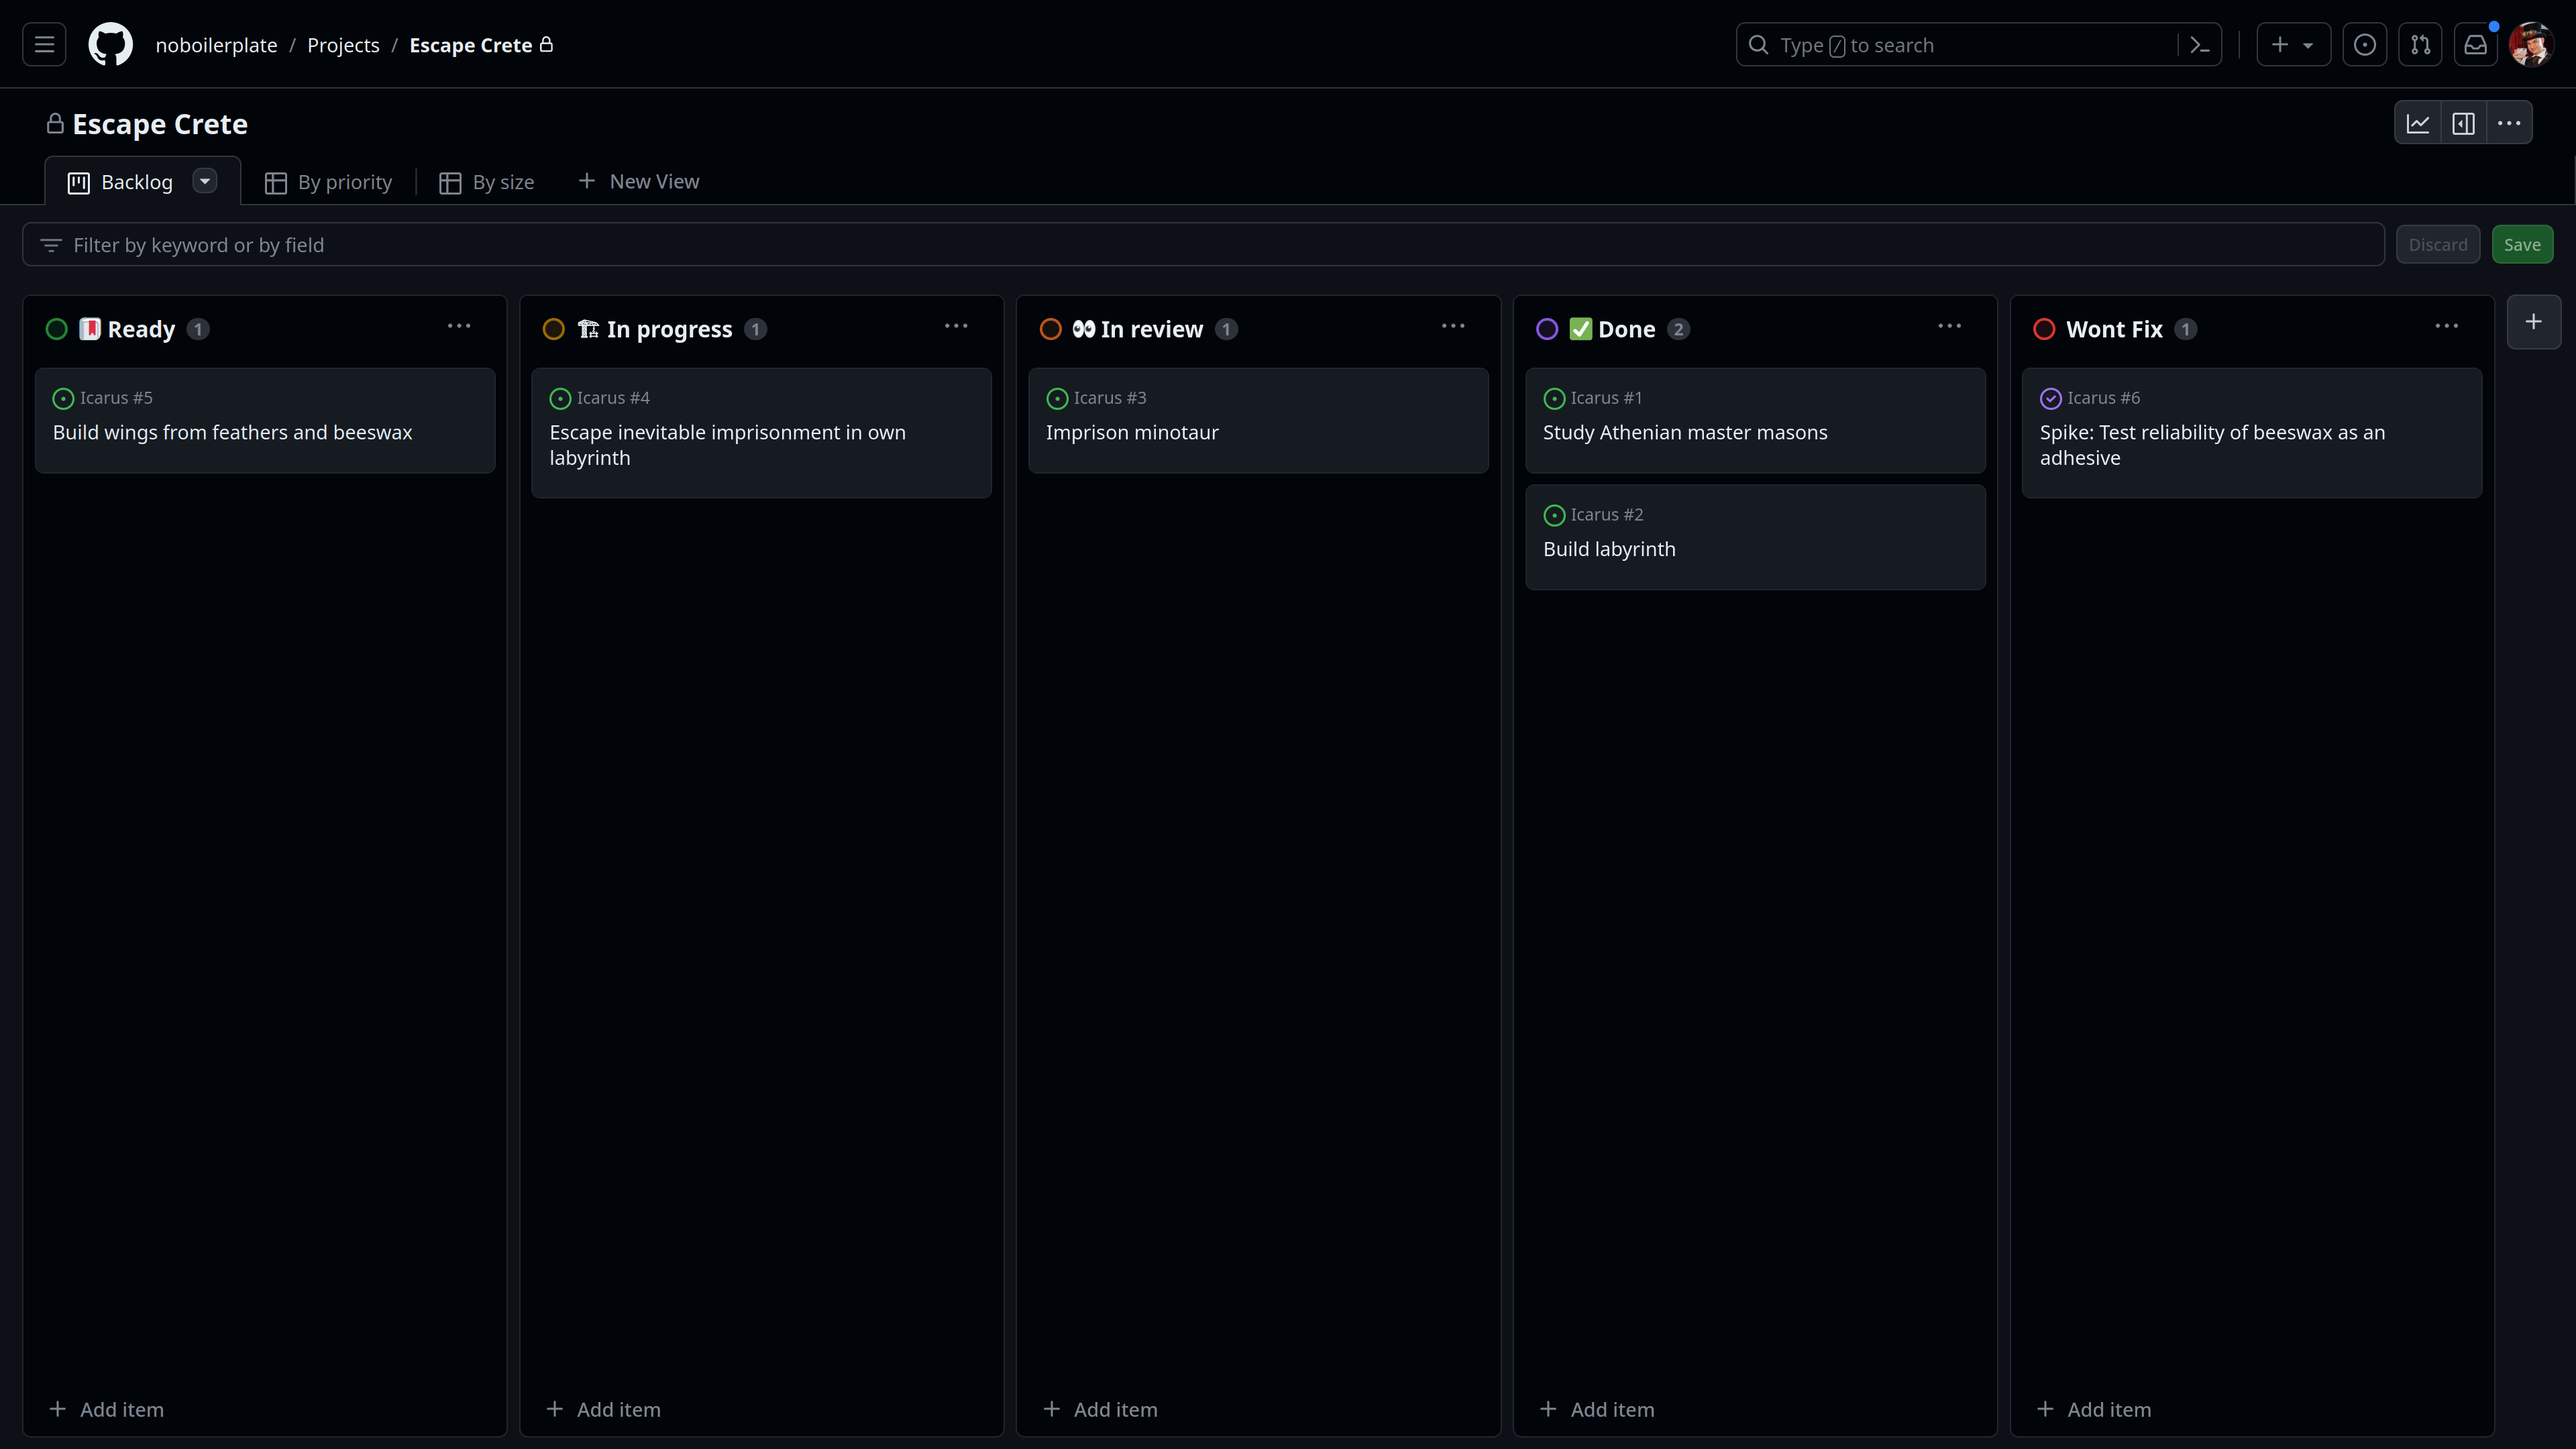 noboilerplate / Projects / Escape Crete
Type / to search
Escape Crete
Backlog
By priority
By size
New View
Filter by keyword or by field
Discard
Save
Ready 1
Icarus #5
Build wings from feathers and beeswax
Add item
In progress 1
Icarus #4
Escape inevitable imprisonment in own
labyrinth
Add item
In review 1
Icarus #3
Imprison minotaur
Add item
Done 2
Icarus #1
Study Athenian master masons
Icarus #2
Build labyrinth
Add item
Wont Fix 1
Icarus #6
Spike: Test reliability of beeswax as an
adhesive
Add item